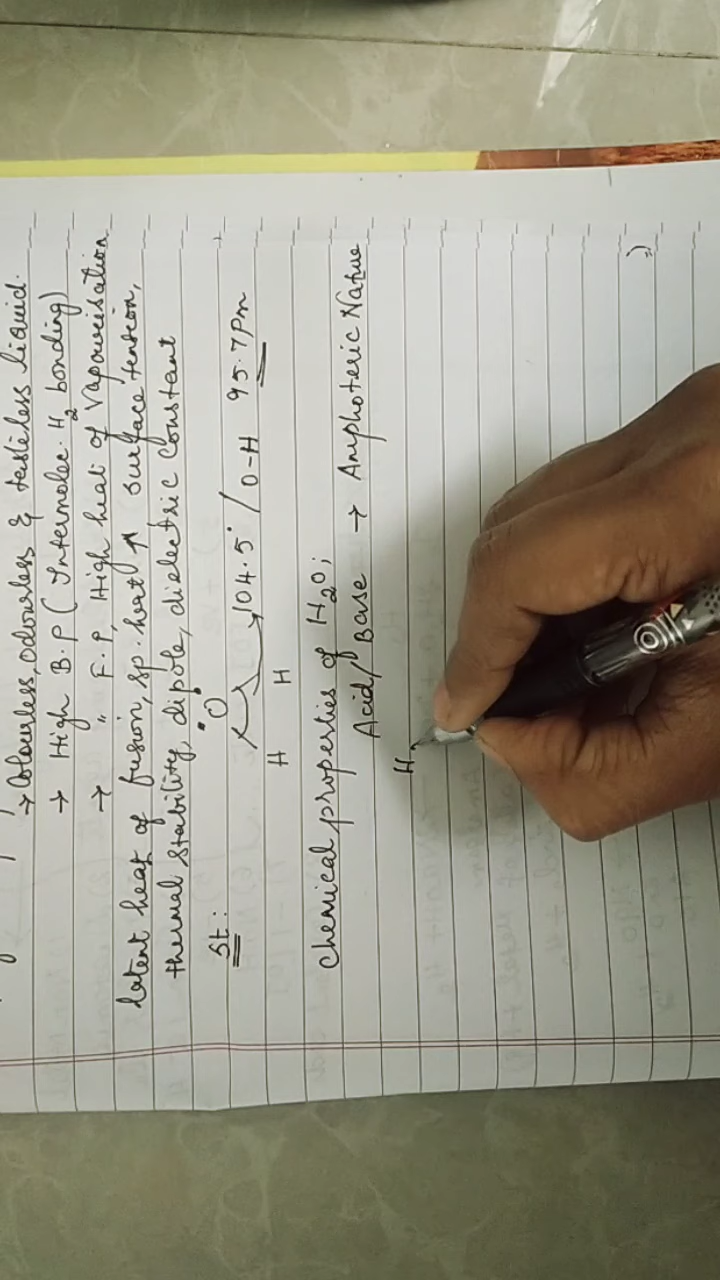 → Colourless, odourless & tasteless liquid.
→ High B.P ( Intermolec. H2 bonding)
→ " F.P, High heat of Vapourisation
latent heat of fusion, sp. heat, surface tension,
thermal stability, dipole, dielectric constant
St: O 104.5° / O-H 95.7pm
H H
Chemical properties of H2O;
Acid/Base → Amphoteric Nature
H